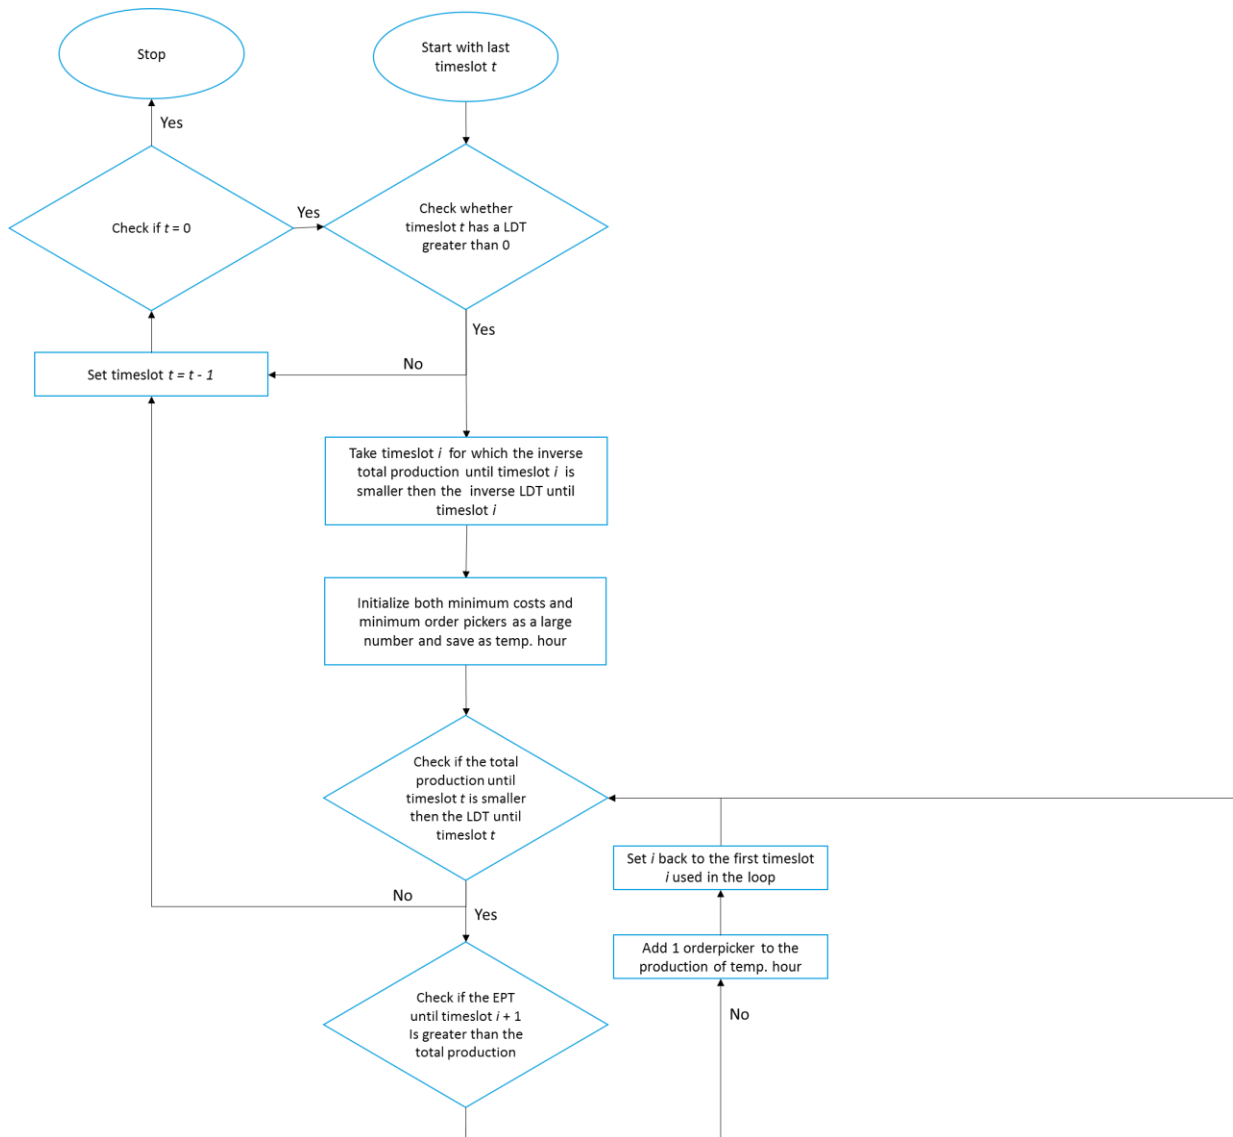 Stop
Start with last
timeslot t
Yes
Check if t = 0
Yes
Check whether
timeslot t has a LDT
greater than 0
Yes
No
Set timeslot t = t - 1
Take timeslot i for which the inverse
total production until timeslot i is
smaller then the inverse LDT until
timeslot i
Initialize both minimum costs and
minimum order pickers as a large
number and save as temp. hour
Check if the total
production until
timeslot t is smaller
then the LDT until
timeslot t
Set i back to the first timeslot
i used in the loop
No
Yes
Add 1 orderpicker to the
production of temp. hour
Check if the EPT
until timeslot i + 1
Is greater than the
total production
No